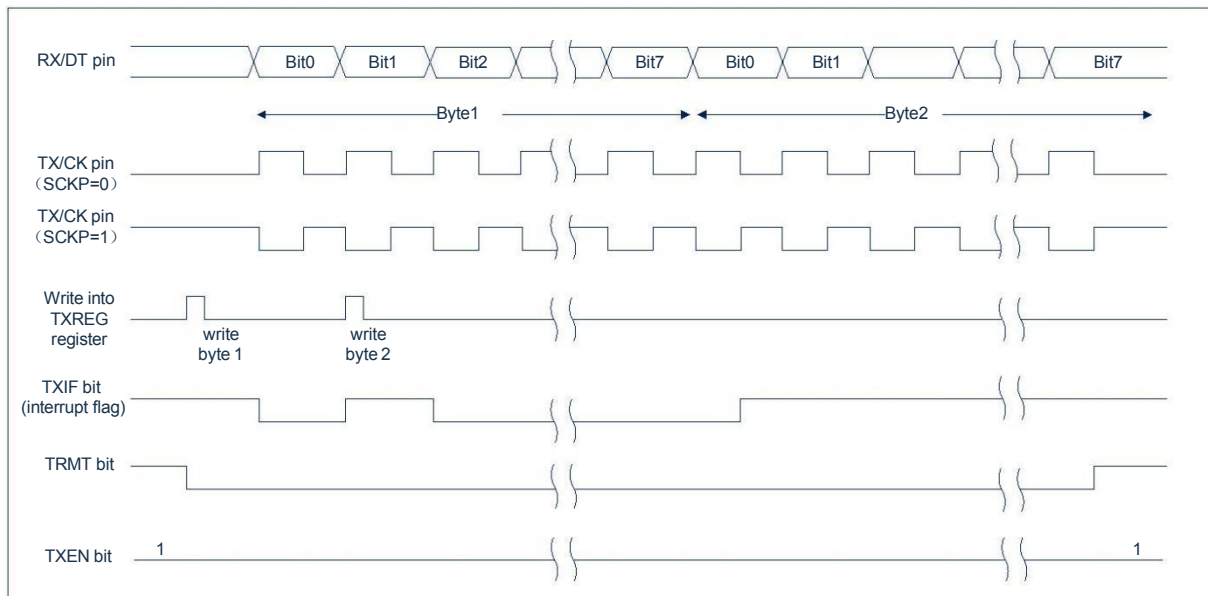 RX/DT pin
Bit0
Bit1
Bit2
Bit7
Bit0
Bit1
Bit7
Byte1
Byte2
TX/CK pin
（SCKP=0）
TX/CK pin
（SCKP=1）
Write into
TXREG
register
write
byte 1
write
byte 2
TXIF bit
(interrupt flag)
TRMT bit
TXEN bit
1
1